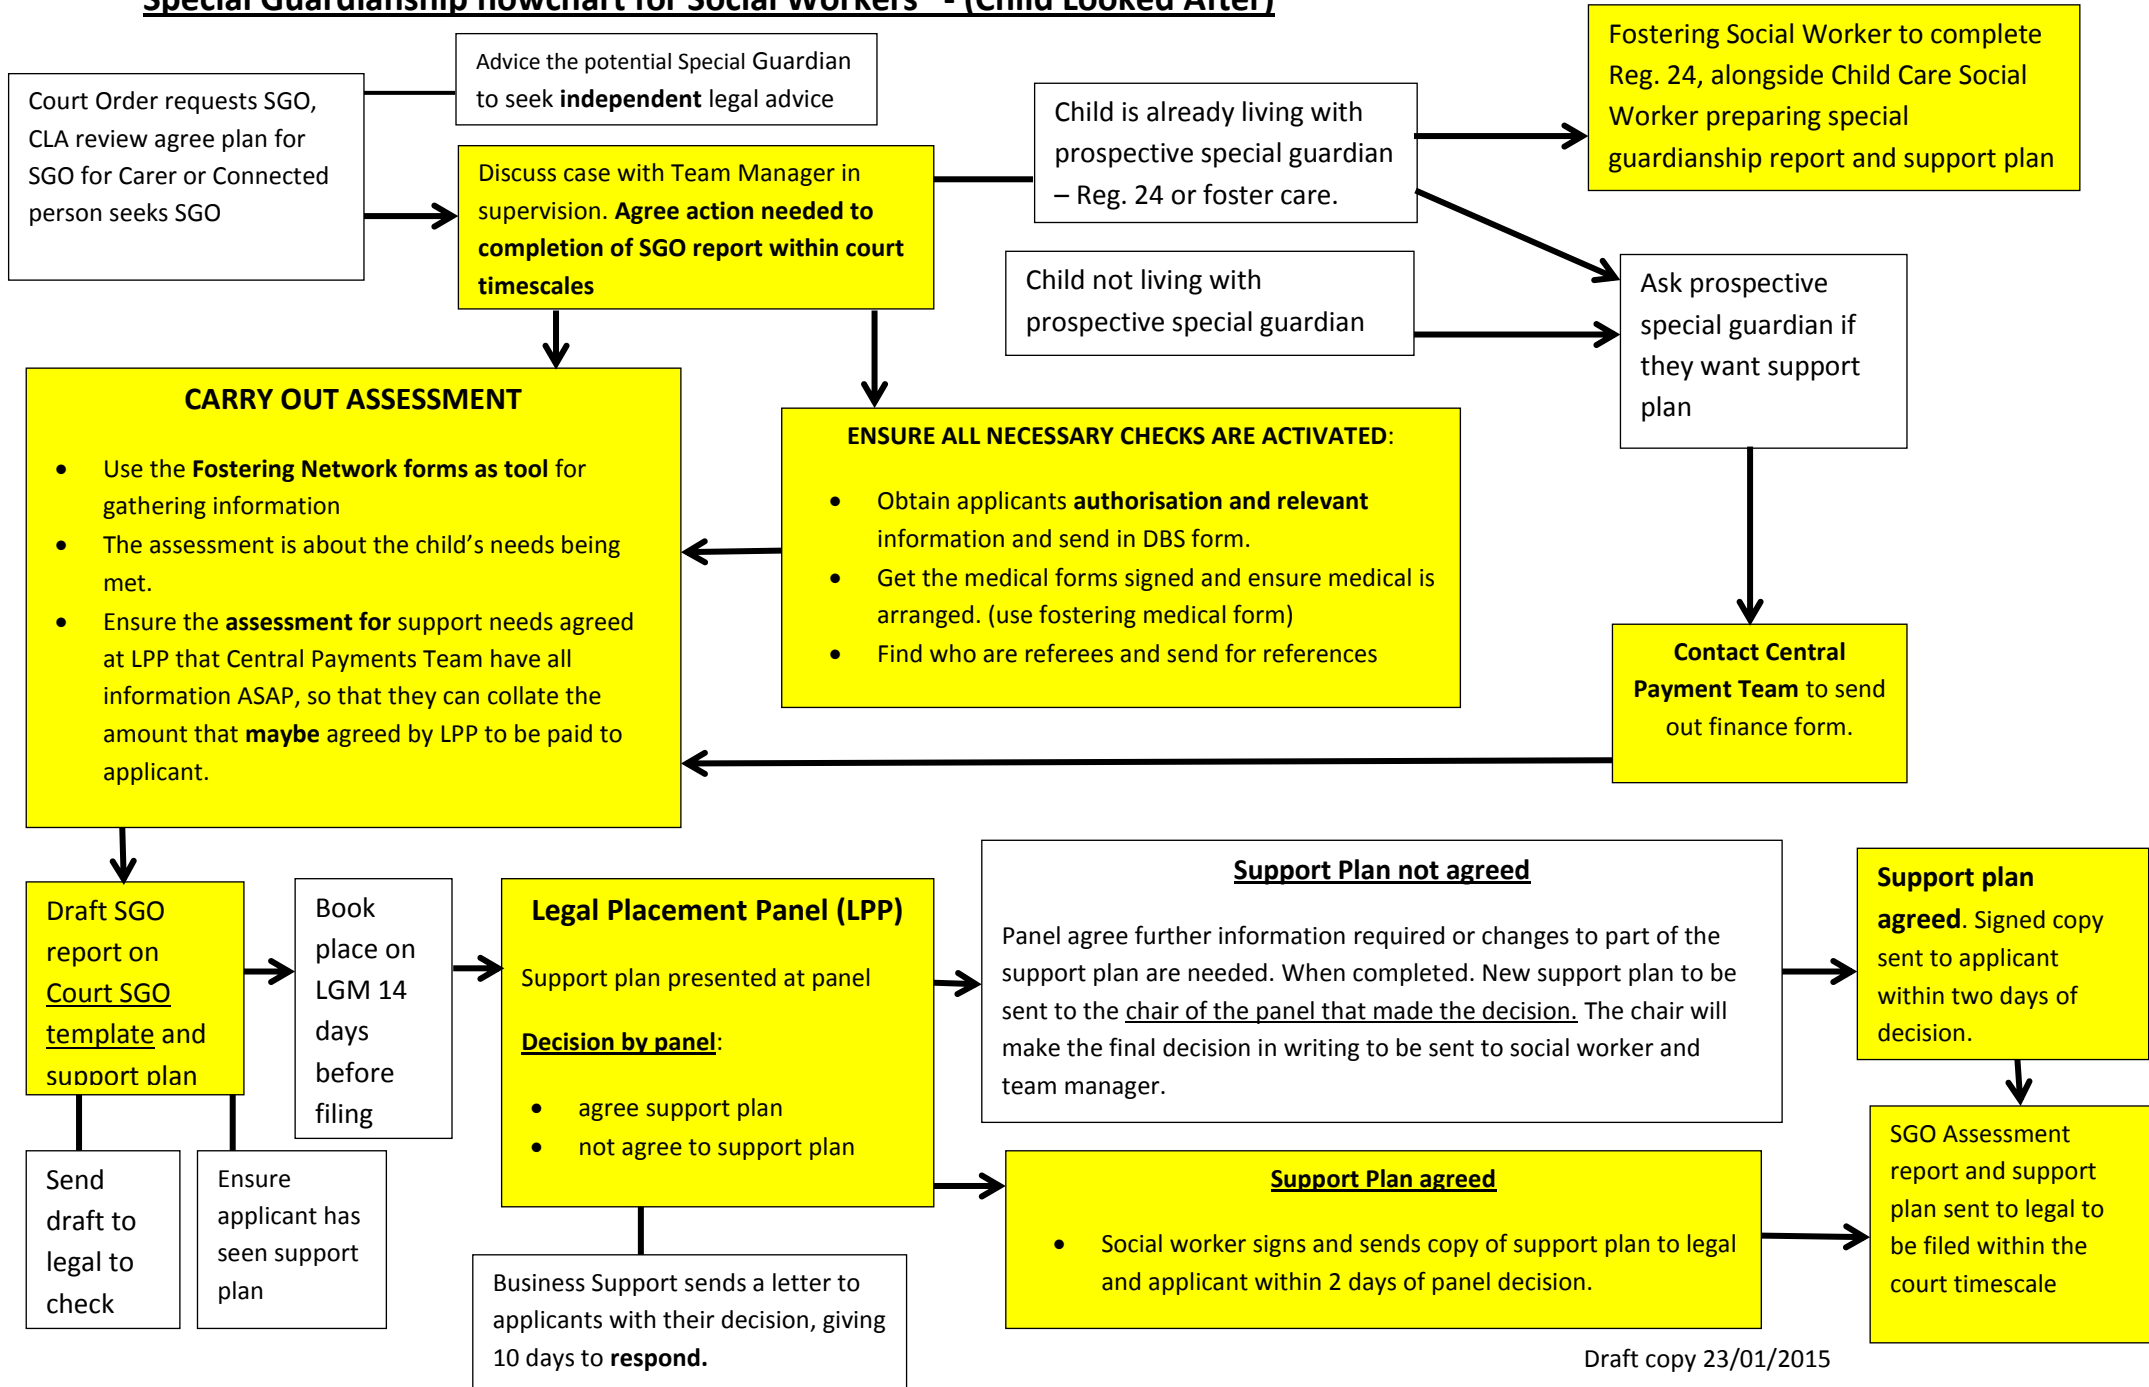 Special Guardianship flowchart for Social Workers - (Child Looked After)
Court Order requests SGO,
CLA review agree plan for
SGO for Carer or Connected
person seeks SGO
Advice the potential Special Guardian
to seek independent legal advice
Discuss case with Team Manager in
supervision. Agree action needed to
completion of SGO report within court
timescales
Child is already living with
prospective special guardian
– Reg. 24 or foster care.
Child not living with
prospective special guardian
Fostering Social Worker to complete
Reg. 24, alongside Child Care Social
Worker preparing special
guardianship report and support plan
Ask prospective
special guardian if
they want support
plan
CARRY OUT ASSESSMENT
• Use the Fostering Network forms as tool for
gathering information
• The assessment is about the child’s needs being
met.
• Ensure the assessment for support needs agreed
at LPP that Central Payments Team have all
information ASAP, so that they can collate the
amount that maybe agreed by LPP to be paid to
applicant.
ENSURE ALL NECESSARY CHECKS ARE ACTIVATED:
• Obtain applicants authorisation and relevant
information and send in DBS form.
• Get the medical forms signed and ensure medical is
arranged. (use fostering medical form)
• Find who are referees and send for references
Contact Central
Payment Team to send
out finance form.
Draft SGO
report on
Court SGO
template and
support plan
Send
draft to
legal to
check
Ensure
applicant has
seen support
plan
Book
place on
LGM 14
days
before
filing
Legal Placement Panel (LPP)
Support plan presented at panel
Decision by panel:
• agree support plan
• not agree to support plan
Business Support sends a letter to
applicants with their decision, giving
10 days to respond.
Support Plan not agreed
Panel agree further information required or changes to part of the
support plan are needed. When completed. New support plan to be
sent to the chair of the panel that made the decision. The chair will
make the final decision in writing to be sent to social worker and
team manager.
Support Plan agreed
• Social worker signs and sends copy of support plan to legal
and applicant within 2 days of panel decision.
Support plan
agreed. Signed copy
sent to applicant
within two days of
decision.
SGO Assessment
report and support
plan sent to legal to
be filed within the
court timescale
Draft copy 23/01/2015